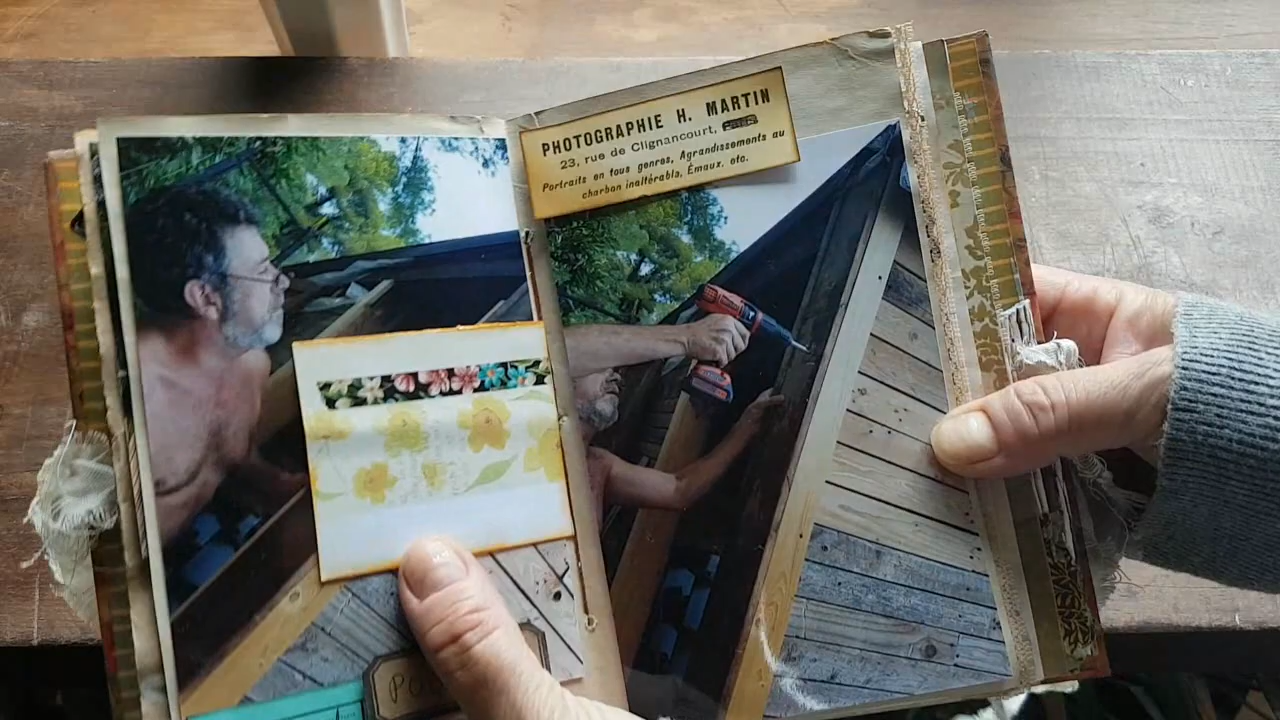 PHOTOGRAPHIE H. MARTIN
23, rue de Clignancourt,
Portraits en tous genres, Agrandissements au
charbon inaltérable, Émaux, etc.